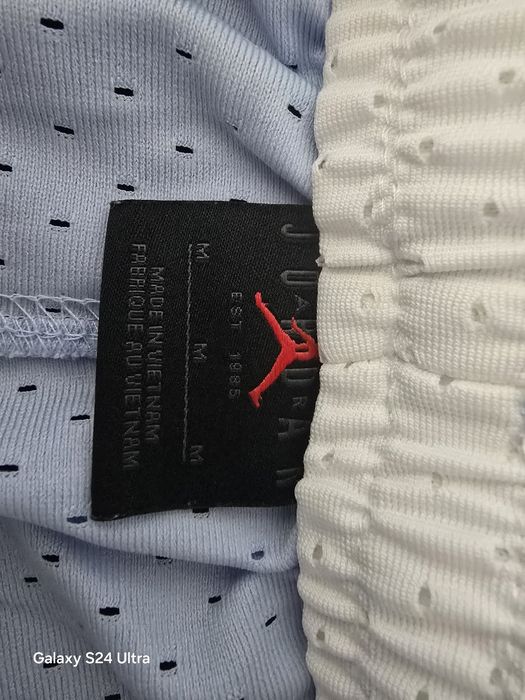 JORDAN
EST 1985
M M M
MADE IN VIETNAM
FABRIQUE AU VIETNAM
Galaxy S24 Ultra